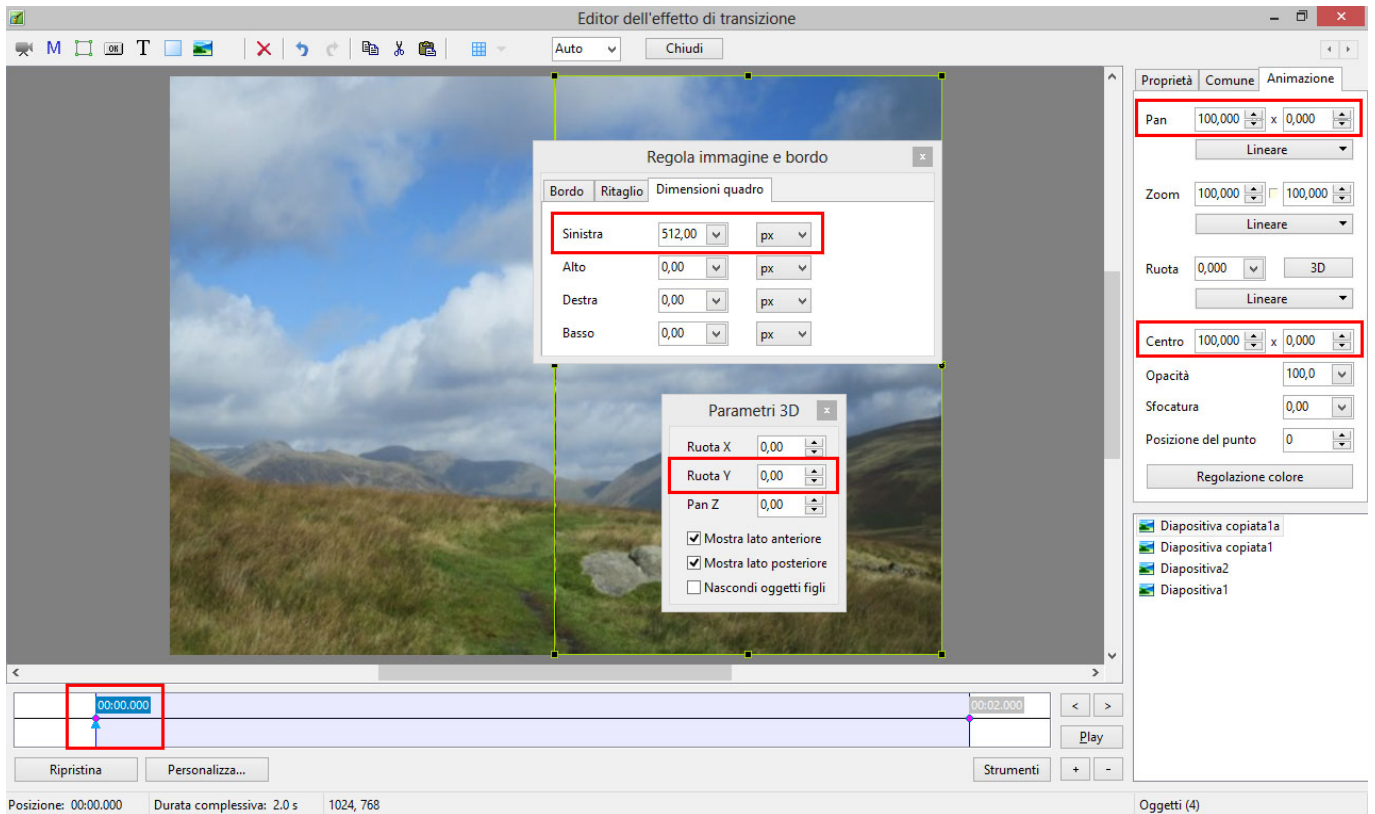 Editor dell'effetto di transizione
M OK T Auto Chiudi
Proprietà Comune Animazione
Pan 100,000 x 0,000
Lineare
Zoom 100,000 100,000
Lineare
Ruota 0,000 3D
Lineare
Centro 100,000 x 0,000
Opacità 100,0
Sfocatura 0,00
Posizione del punto 0
Regolazione colore
Regola immagine e bordo x
Bordo Ritaglio Dimensioni quadro
Sinistra 512,00 px
Alto 0,00 px
Destra 0,00 px
Basso 0,00 px
Parametri 3D x
Ruota X 0,00
Ruota Y 0,00
Pan Z 0,00
Mostra lato anteriore
Mostra lato posteriore
Nascondi oggetti figli
Diapositiva copiata1a
Diapositiva copiata1
Diapositiva2
Diapositiva1
00:00.000 00:02.000 < >
Play
Ripristina Personalizza... Strumenti + -
Posizione: 00:00.000 Durata complessiva: 2.0 s 1024, 768 Oggetti (4)